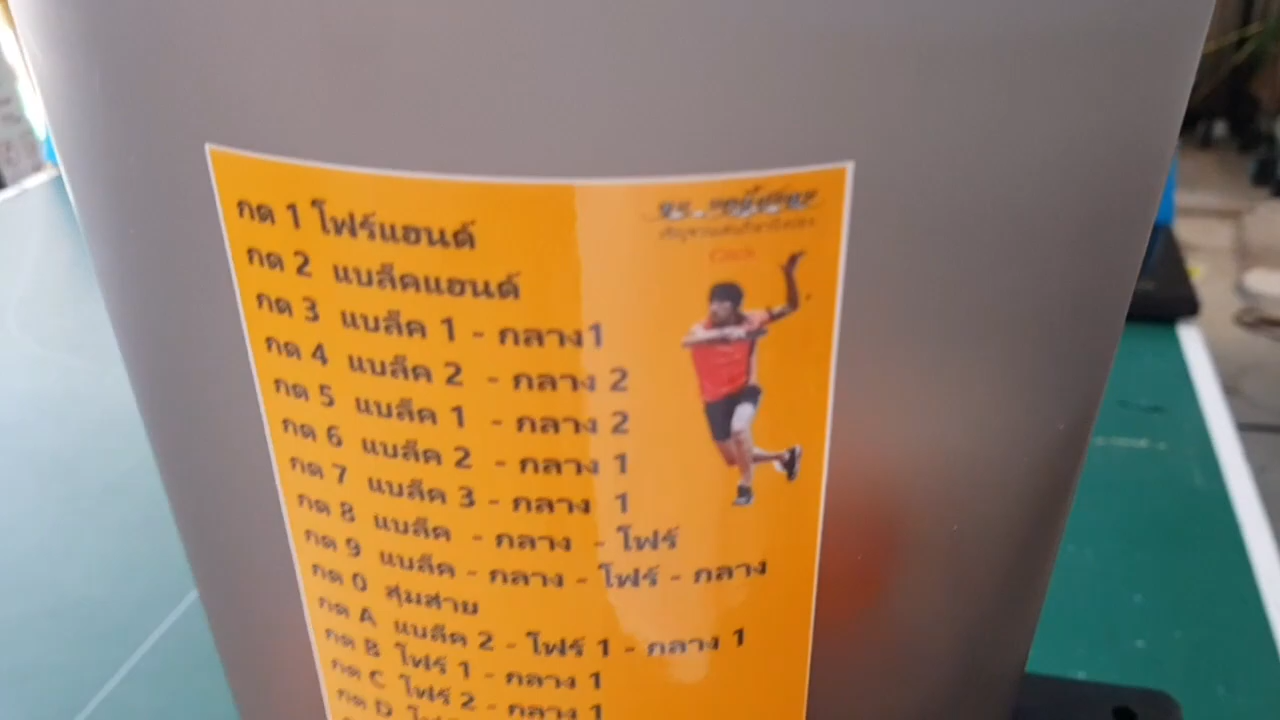 กด 1 โฟร์แฮนด์
กด 2 แบล็คแฮนด์
กด 3 แบล็ค 1 - กลาง1
กด 4 แบล็ค 2 - กลาง 2
กด 5 แบล็ค 1 - กลาง 2
กด 6 แบล็ค 2 - กลาง 1
กด 7 แบล็ค 3 - กลาง 1
กด 8 แบล็ค - กลาง - โฟร์
กด 9 แบล็ค - กลาง - โฟร์ - กลาง
กด 0 สุ่มส่าย
กด A แบล็ค 2 - โฟร์ 1 - กลาง 1
กด B โฟร์ 1 - กลาง 1
กด C โฟร์ 2 - กลาง 1
กด D